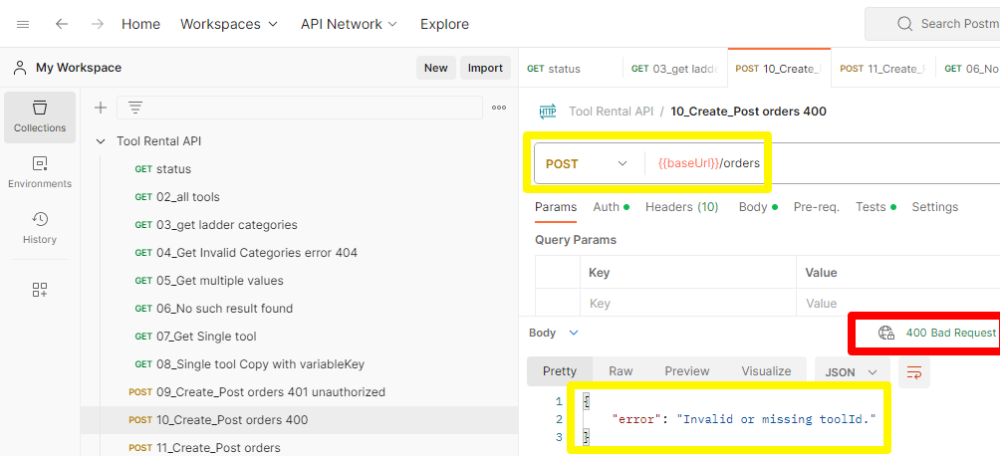 Home Workspaces API Network Explore Search Postm
My Workspace New Import
GET status GET 03_get ladd POST 10_Create_ POST 11_Create_P GET 06_No
Collections
Environments
History
Tool Rental API
GET status
GET 02_all tools
GET 03_get ladder categories
GET 04_Get Invalid Categories error 404
GET 05_Get multiple values
GET 06_No such result found
GET 07_Get Single tool
GET 08_Single tool Copy with variableKey
POST 09_Create_Post orders 401 unauthorized
POST 10_Create_Post orders 400
POST 11_Create_Post orders
HTTP Tool Rental API / 10_Create_Post orders 400
POST {{baseUrl}}/orders
Params Auth Headers (10) Body Pre-req. Tests Settings
Query Params
Key Value
Key Value
Body 400 Bad Request
Pretty Raw Preview Visualize JSON
1 {
2 "error": "Invalid or missing toolId."
3 }